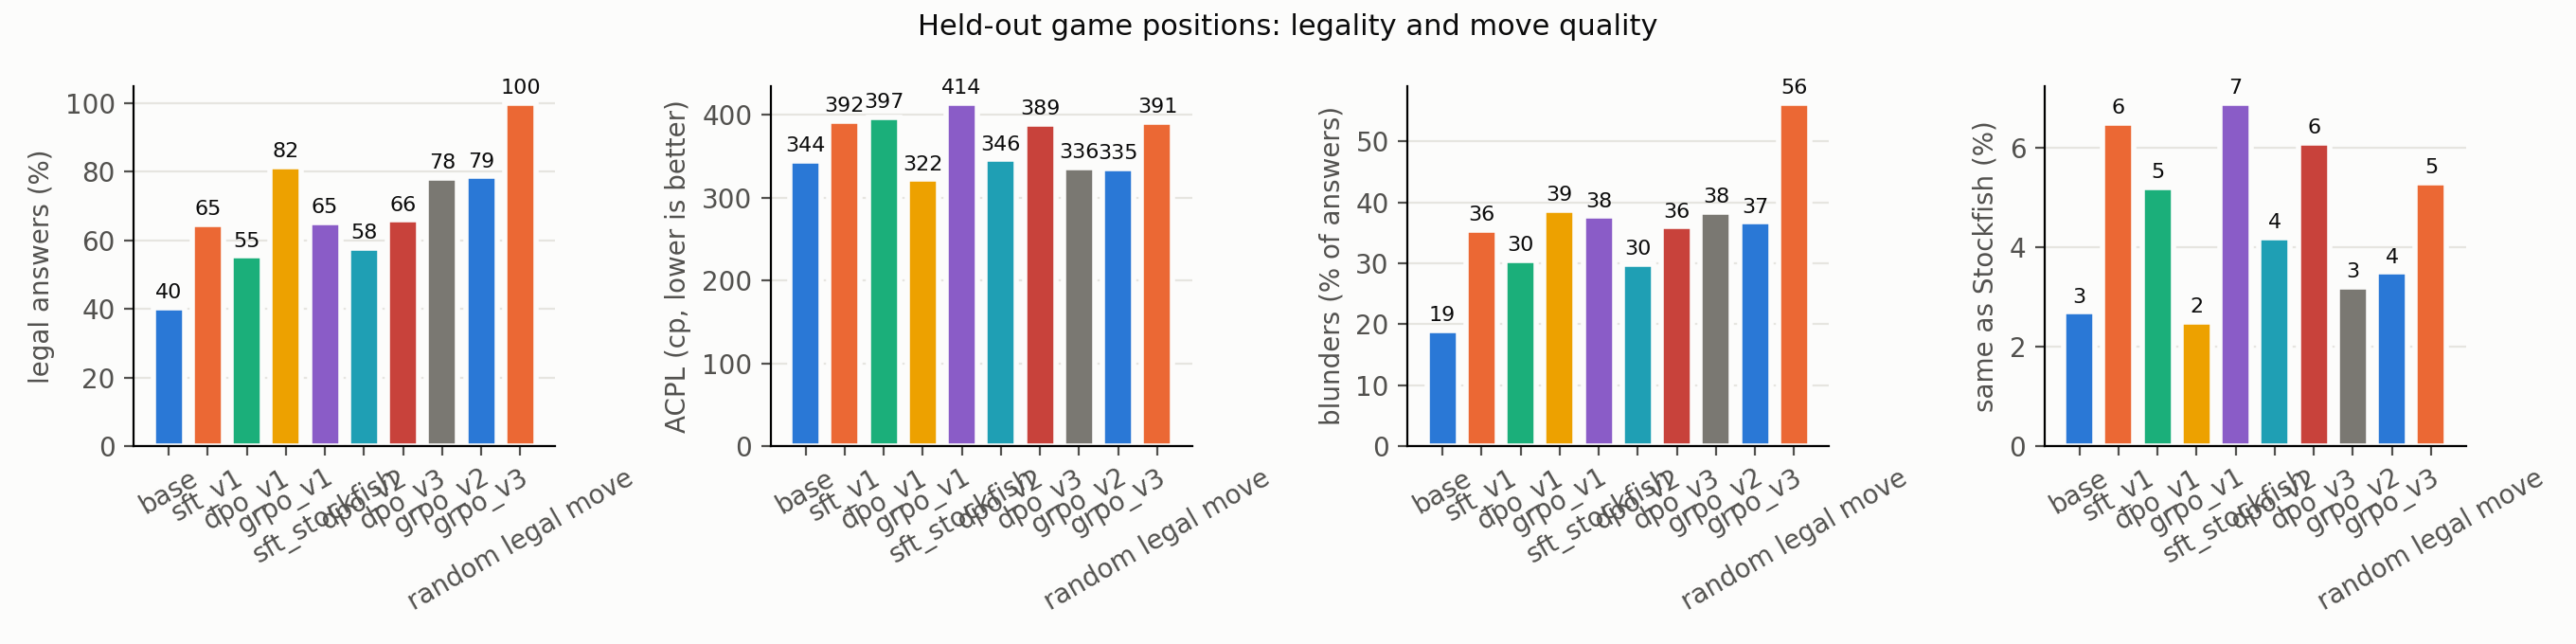 Held-out game positions: legality and move quality
legal answers (%)
100
80
60
40
20
0
40
65
55
82
65
58
66
78
79
100
base
sft_v1
dpo_v1
grpo_v1
sft_stockfish
dpo_v2
dpo_v3
grpo_v2
grpo_v3
random legal move
ACPL (cp, lower is better)
400
300
200
100
0
344
392
397
322
414
346
389
336
335
391
base
sft_v1
dpo_v1
grpo_v1
sft_stockfish
dpo_v2
dpo_v3
grpo_v2
grpo_v3
random legal move
blunders (% of answers)
50
40
30
20
10
0
19
36
30
39
38
30
36
38
37
56
base
sft_v1
dpo_v1
grpo_v1
sft_stockfish
dpo_v2
dpo_v3
grpo_v2
grpo_v3
random legal move
same as Stockfish (%)
6
4
2
0
3
6
5
2
7
4
6
3
4
5
base
sft_v1
dpo_v1
grpo_v1
sft_stockfish
dpo_v2
dpo_v3
grpo_v2
grpo_v3
random legal move